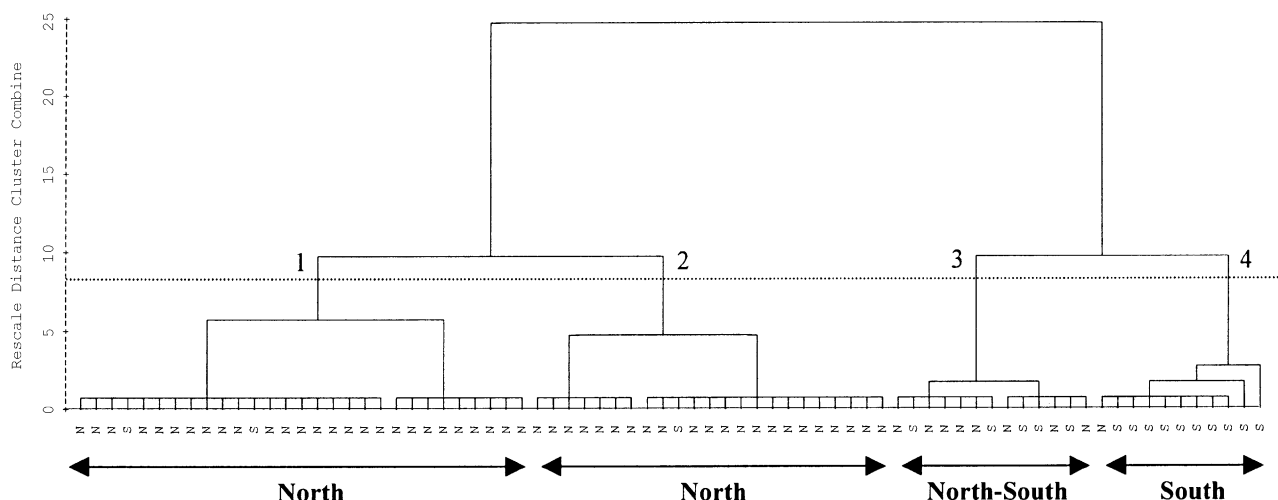 Rescale Distance Cluster Combine
25
20
15
10
5
0
1
2
3
4
N N N S N N N N N N N S N N N N N N N N N N N N N N N N N N N N N N N N N N S N N N N N N N N N N N N N N S N N N N S N S S N S N N S S S S S S S S S S
North
North
North-South
South